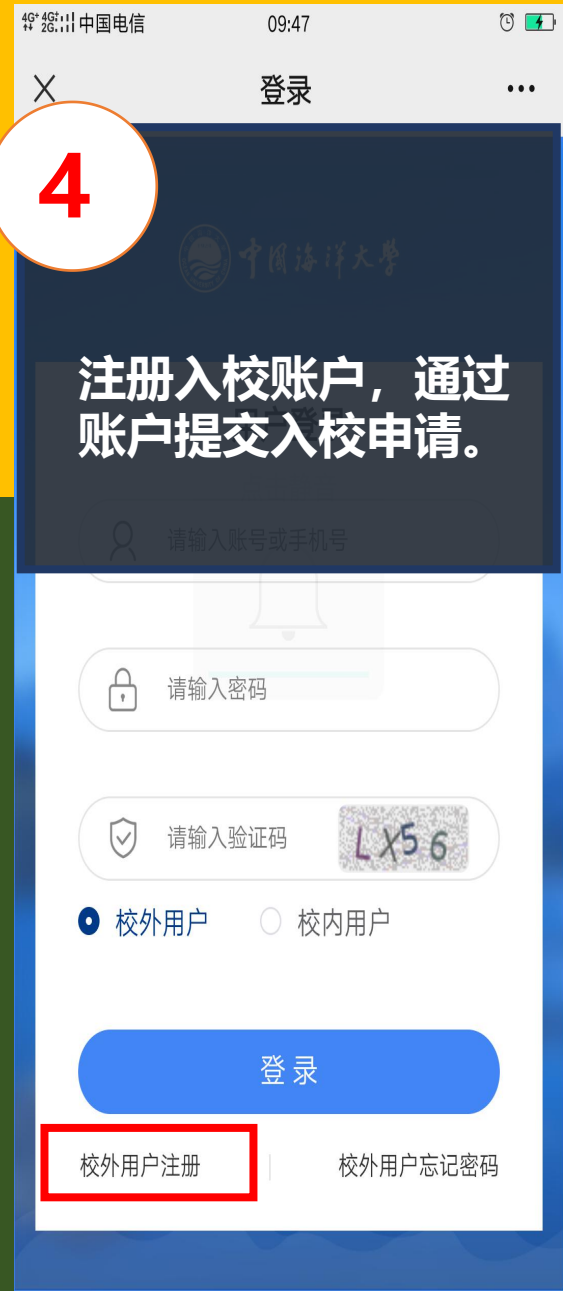 4G+ 4G+ 2G 中国电信 09:47
登录
4
中国海洋大学
注册入校账户，通过
账户提交入校申请。
用户登录
请输入账号或手机号
请输入密码
请输入验证码 LX56
校外用户 校内用户
登 录
校外用户注册 校外用户忘记密码